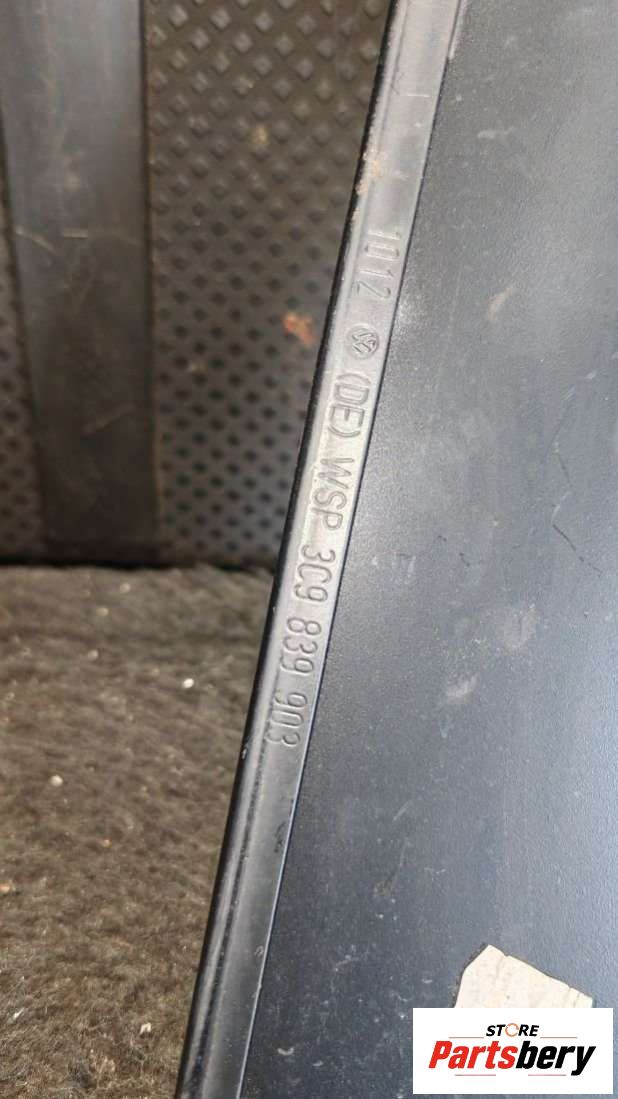 1012 (DE) WSP 3C9 839 903
STORE
Partsbery